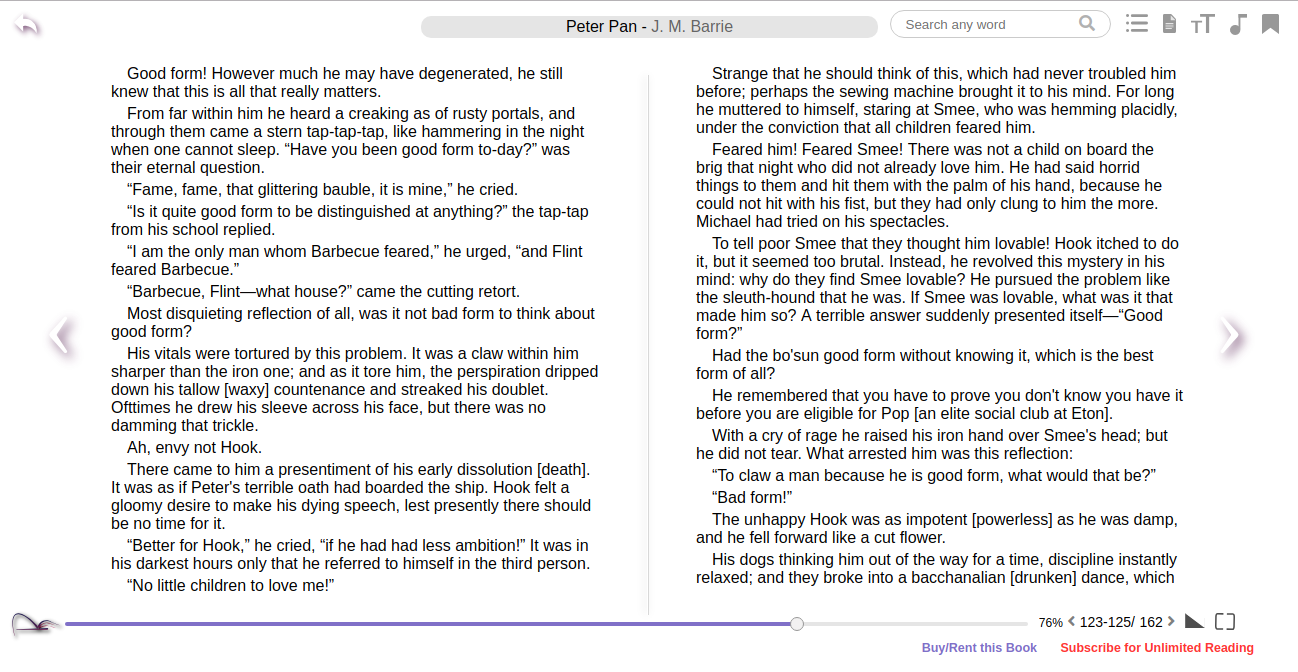 Peter Pan - J. M. Barrie
Search any word
Good form! However much he may have degenerated, he still
knew that this is all that really matters.
From far within him he heard a creaking as of rusty portals, and
through them came a stern tap-tap-tap, like hammering in the night
when one cannot sleep. “Have you been good form to-day?” was
their eternal question.
“Fame, fame, that glittering bauble, it is mine,” he cried.
“Is it quite good form to be distinguished at anything?” the tap-tap
from his school replied.
“I am the only man whom Barbecue feared,” he urged, “and Flint
feared Barbecue.”
“Barbecue, Flint—what house?” came the cutting retort.
Most disquieting reflection of all, was it not bad form to think about
good form?
His vitals were tortured by this problem. It was a claw within him
sharper than the iron one; and as it tore him, the perspiration dripped
down his tallow [waxy] countenance and streaked his doublet.
Ofttimes he drew his sleeve across his face, but there was no
damming that trickle.
Ah, envy not Hook.
There came to him a presentiment of his early dissolution [death].
It was as if Peter's terrible oath had boarded the ship. Hook felt a
gloomy desire to make his dying speech, lest presently there should
be no time for it.
“Better for Hook,” he cried, “if he had had less ambition!” It was in
his darkest hours only that he referred to himself in the third person.
“No little children to love me!”
Strange that he should think of this, which had never troubled him
before; perhaps the sewing machine brought it to his mind. For long
he muttered to himself, staring at Smee, who was hemming placidly,
under the conviction that all children feared him.
Feared him! Feared Smee! There was not a child on board the
brig that night who did not already love him. He had said horrid
things to them and hit them with the palm of his hand, because he
could not hit with his fist, but they had only clung to him the more.
Michael had tried on his spectacles.
To tell poor Smee that they thought him lovable! Hook itched to do
it, but it seemed too brutal. Instead, he revolved this mystery in his
mind: why do they find Smee lovable? He pursued the problem like
the sleuth-hound that he was. If Smee was lovable, what was it that
made him so? A terrible answer suddenly presented itself—“Good
form?”
Had the bo'sun good form without knowing it, which is the best
form of all?
He remembered that you have to prove you don't know you have it
before you are eligible for Pop [an elite social club at Eton].
With a cry of rage he raised his iron hand over Smee's head; but
he did not tear. What arrested him was this reflection:
“To claw a man because he is good form, what would that be?”
“Bad form!”
The unhappy Hook was as impotent [powerless] as he was damp,
and he fell forward like a cut flower.
His dogs thinking him out of the way for a time, discipline instantly
relaxed; and they broke into a bacchanalian [drunken] dance, which
76% 123-125/ 162
Buy/Rent this Book Subscribe for Unlimited Reading